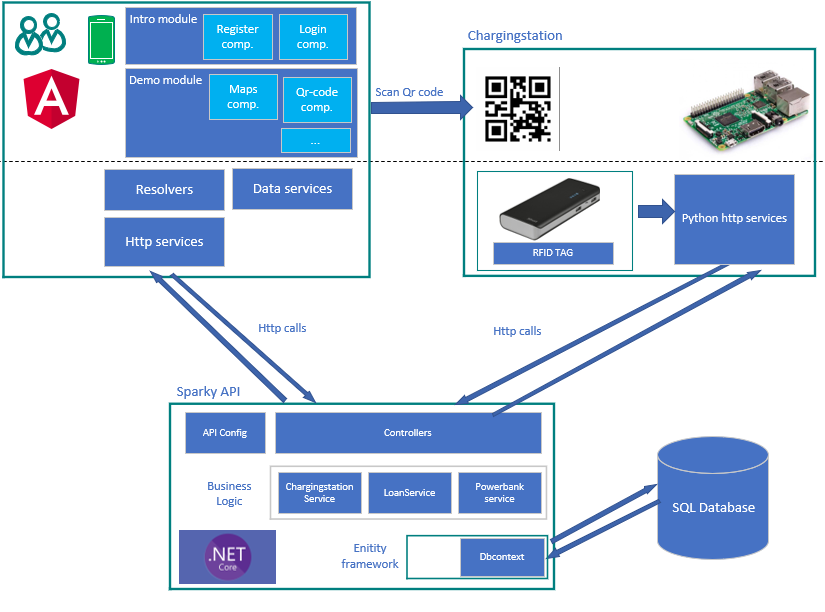 Intro module
Register
comp.
Login
comp.
Demo module
Maps
comp.
Qr-code
comp.
...
Scan Qr code
Chargingstation
Resolvers
Data services
Http services
RFID TAG
Python http services
Http calls
Http calls
Sparky API
API Config
Controllers
Business
Logic
Chargingstation
Service
LoanService
Powerbank
service
.NET
Core
Enitity
framework
Dbcontext
SQL Database